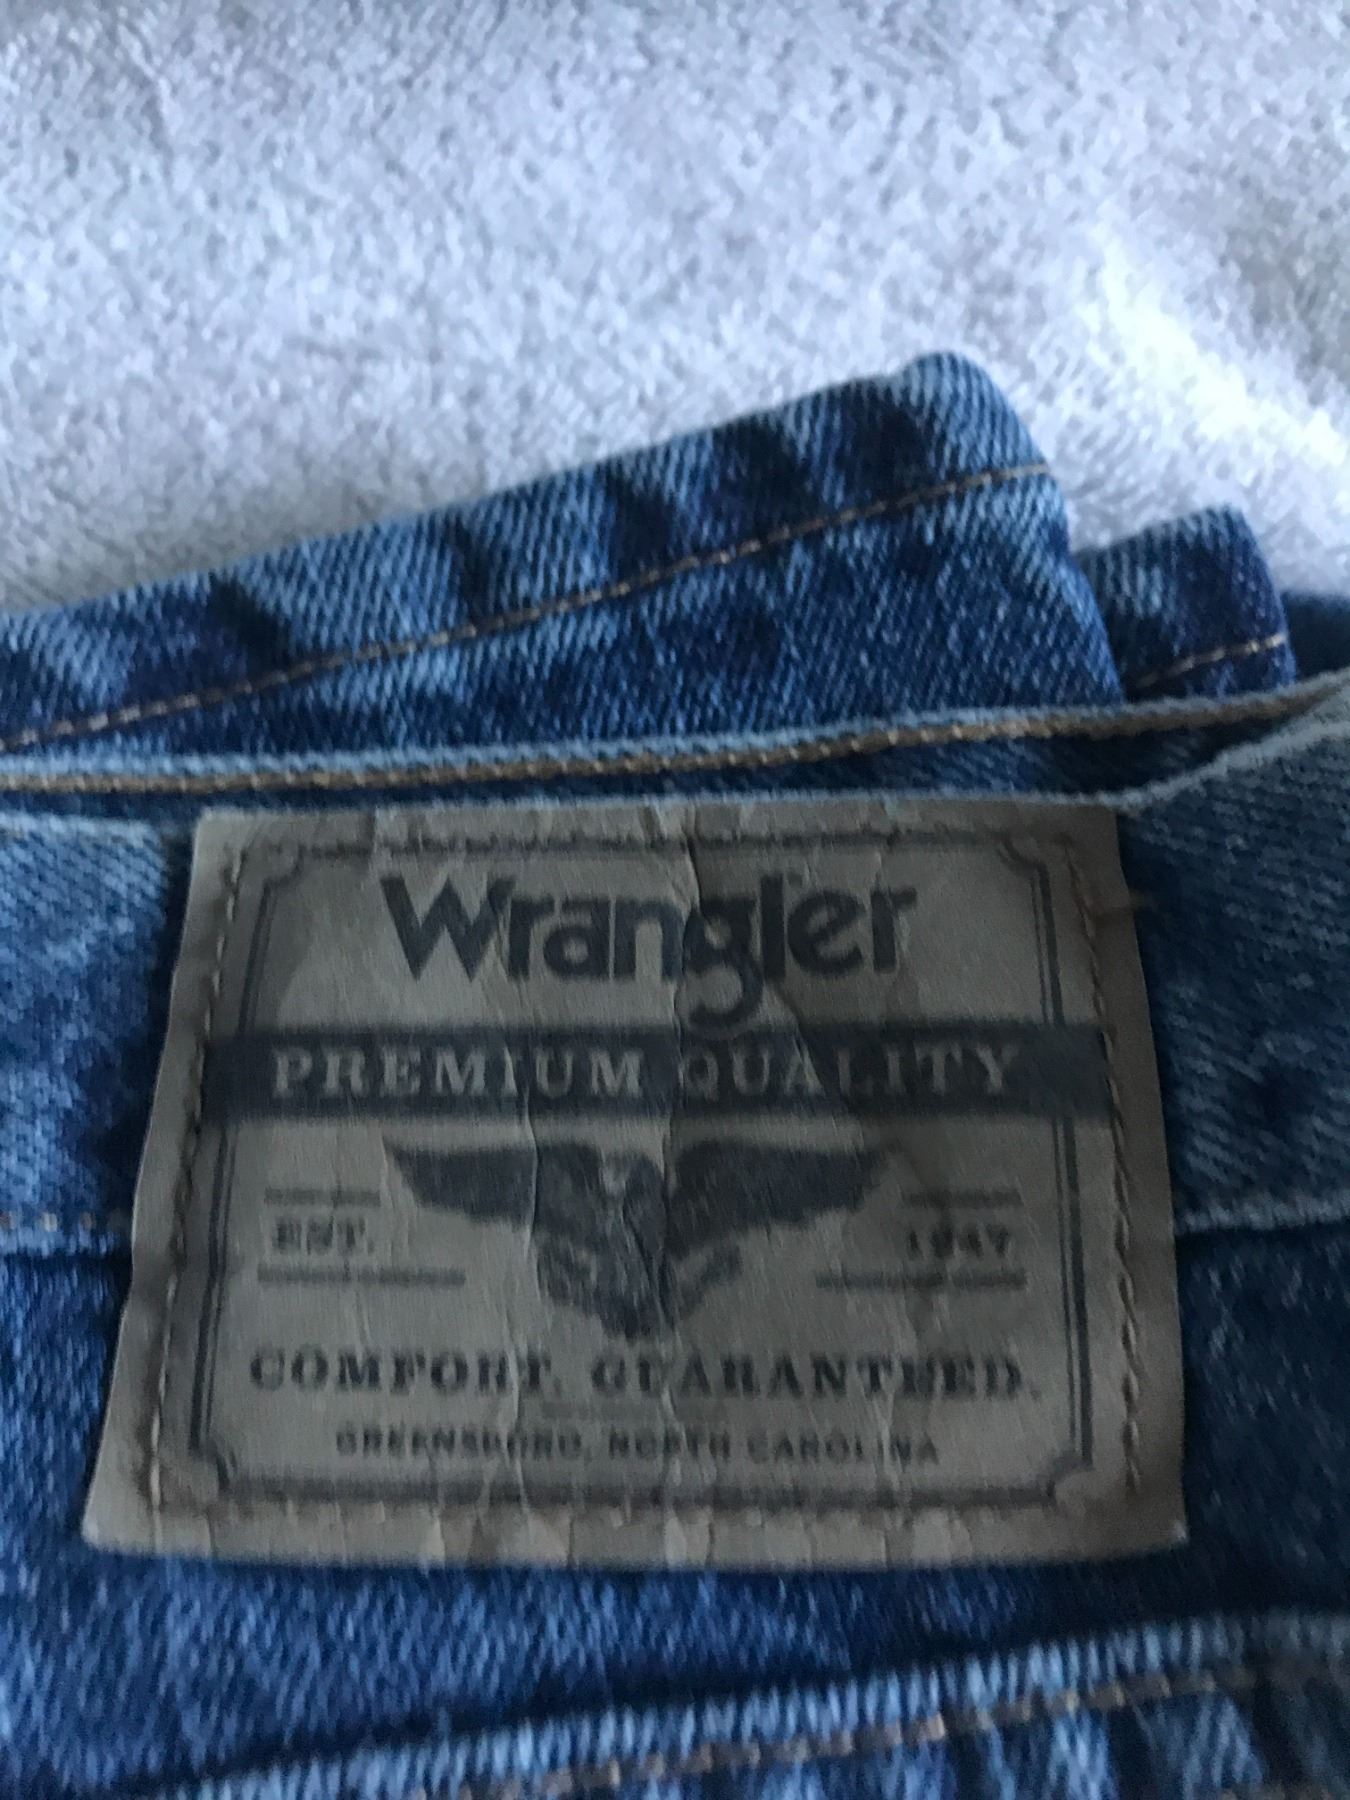 Wrangler
PREMIUM QUALITY
EST. 1947
COMFORT. GUARANTEED.
GREENSBORO, NORTH CAROLINA